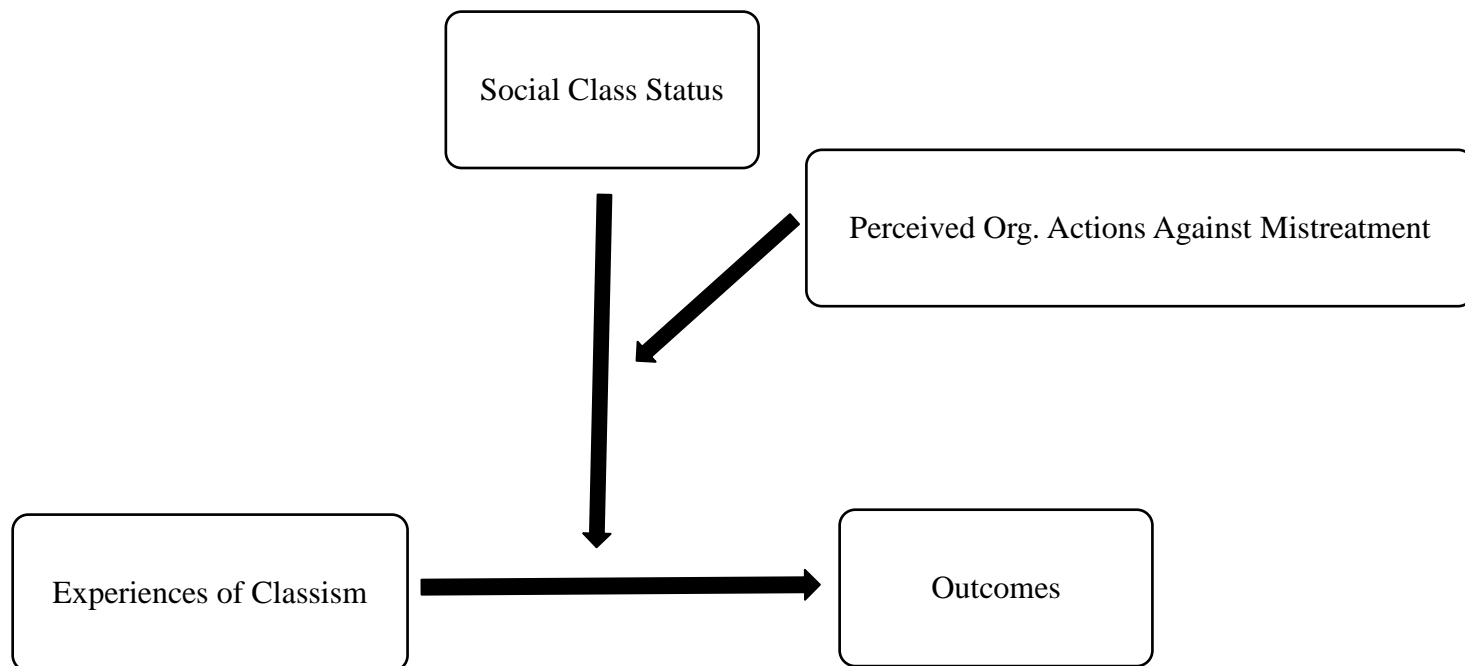 Social Class Status
Perceived Org. Actions Against Mistreatment
Experiences of Classism
Outcomes